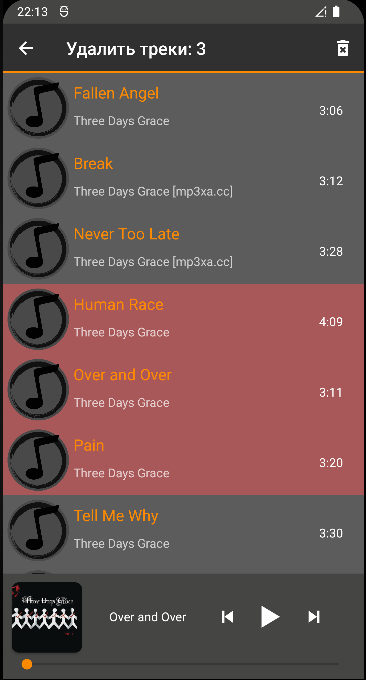 22:13
Удалить треки: 3
Fallen Angel
Three Days Grace
3:06
Break
Three Days Grace [mp3xa.cc]
3:12
Never Too Late
Three Days Grace [mp3xa.cc]
3:28
Human Race
Three Days Grace
4:09
Over and Over
Three Days Grace
3:11
Pain
Three Days Grace
3:20
Tell Me Why
Three Days Grace
3:30
Three Days Grace
Over and Over